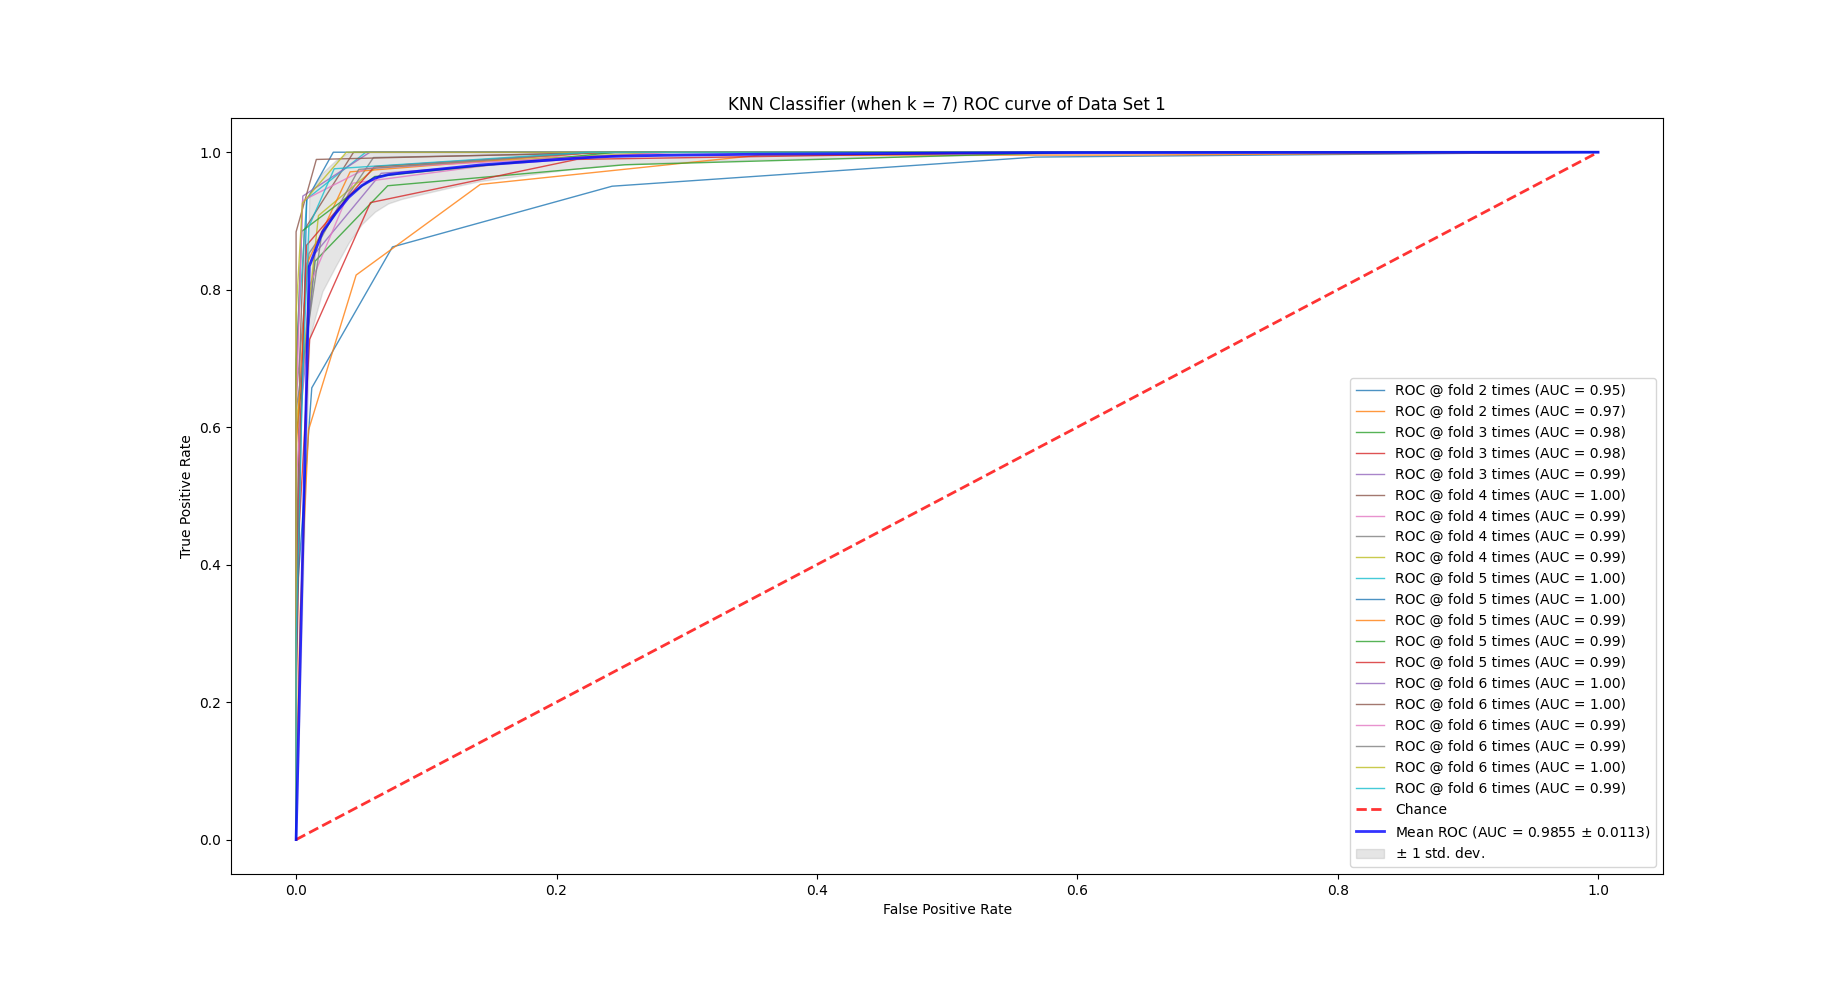 KNN Classifier (when k = 7) ROC curve of Data Set 1
1.0
0.8
0.6
0.4
0.2
0.0
True Positive Rate
0.0 0.2 0.4 0.6 0.8 1.0
False Positive Rate
ROC @ fold 2 times (AUC = 0.95)
ROC @ fold 2 times (AUC = 0.97)
ROC @ fold 3 times (AUC = 0.98)
ROC @ fold 3 times (AUC = 0.98)
ROC @ fold 3 times (AUC = 0.99)
ROC @ fold 4 times (AUC = 1.00)
ROC @ fold 4 times (AUC = 0.99)
ROC @ fold 4 times (AUC = 0.99)
ROC @ fold 4 times (AUC = 0.99)
ROC @ fold 5 times (AUC = 1.00)
ROC @ fold 5 times (AUC = 1.00)
ROC @ fold 5 times (AUC = 0.99)
ROC @ fold 5 times (AUC = 0.99)
ROC @ fold 5 times (AUC = 0.99)
ROC @ fold 6 times (AUC = 1.00)
ROC @ fold 6 times (AUC = 1.00)
ROC @ fold 6 times (AUC = 0.99)
ROC @ fold 6 times (AUC = 0.99)
ROC @ fold 6 times (AUC = 1.00)
ROC @ fold 6 times (AUC = 0.99)
Chance
Mean ROC (AUC = 0.9855 ± 0.0113)
± 1 std. dev.